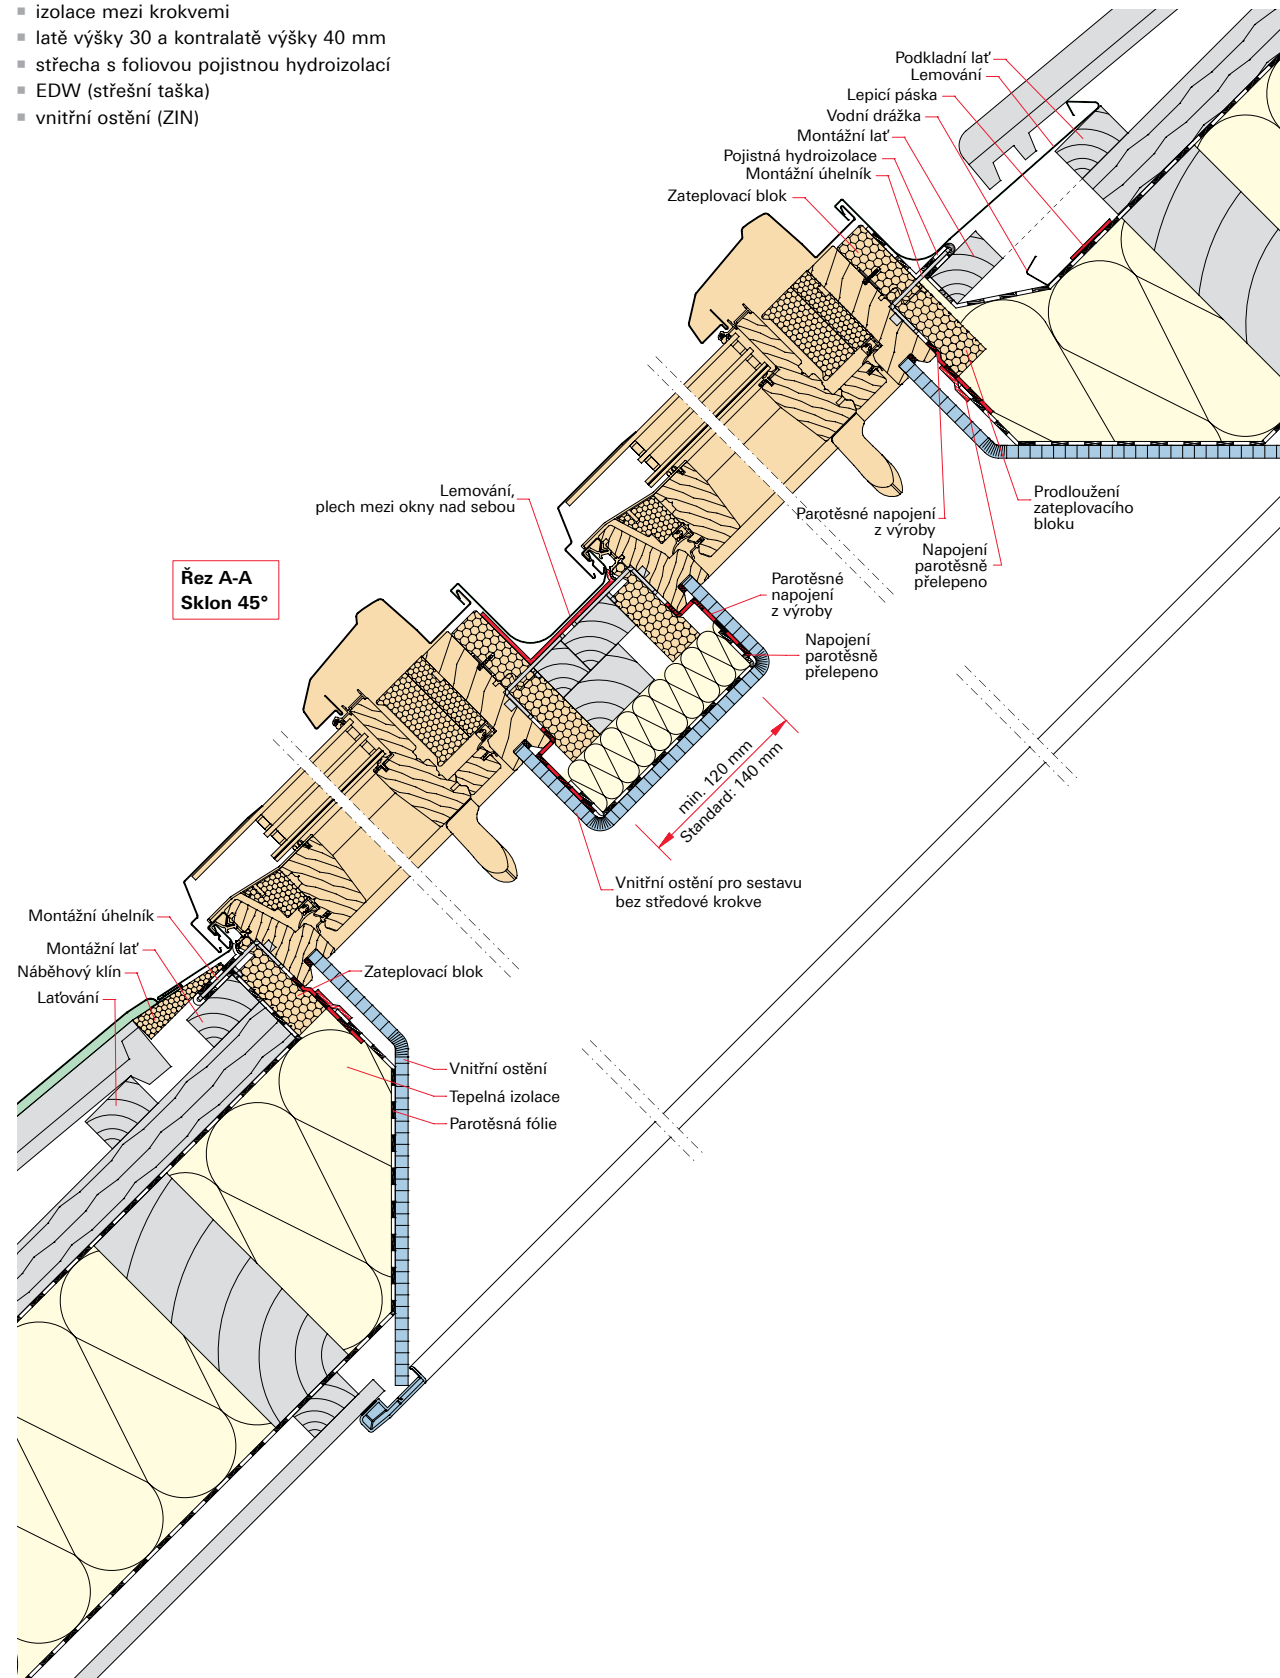 izolace mezi krokvemi
latě výšky 30 a kontralatě výšky 40 mm
střecha s foliovou pojistnou hydroizolací
EDW (střešní taška)
vnitřní ostění (ZIN)
Podkladní lať
Lemování
Lepicí páska
Vodní drážka
Montážní lať
Pojistná hydroizolace
Montážní úhelník
Zateplovací blok
Lemování,
plech mezi okny nad sebou
Prodloužení
zateplovacího
bloku
Parotěsné napojení
z výroby
Napojení
parotěsně
přelepeno
Řez A-A
Sklon 45°
Parotěsné
napojení
z výroby
Napojení
parotěsně
přelepeno
min. 120 mm
Standard: 140 mm
Vnitřní ostění pro sestavu
bez středové krokve
Montážní úhelník
Montážní lať
Náběhový klín
Laťování
Zateplovací blok
Vnitřní ostění
Tepelná izolace
Parotěsná fólie